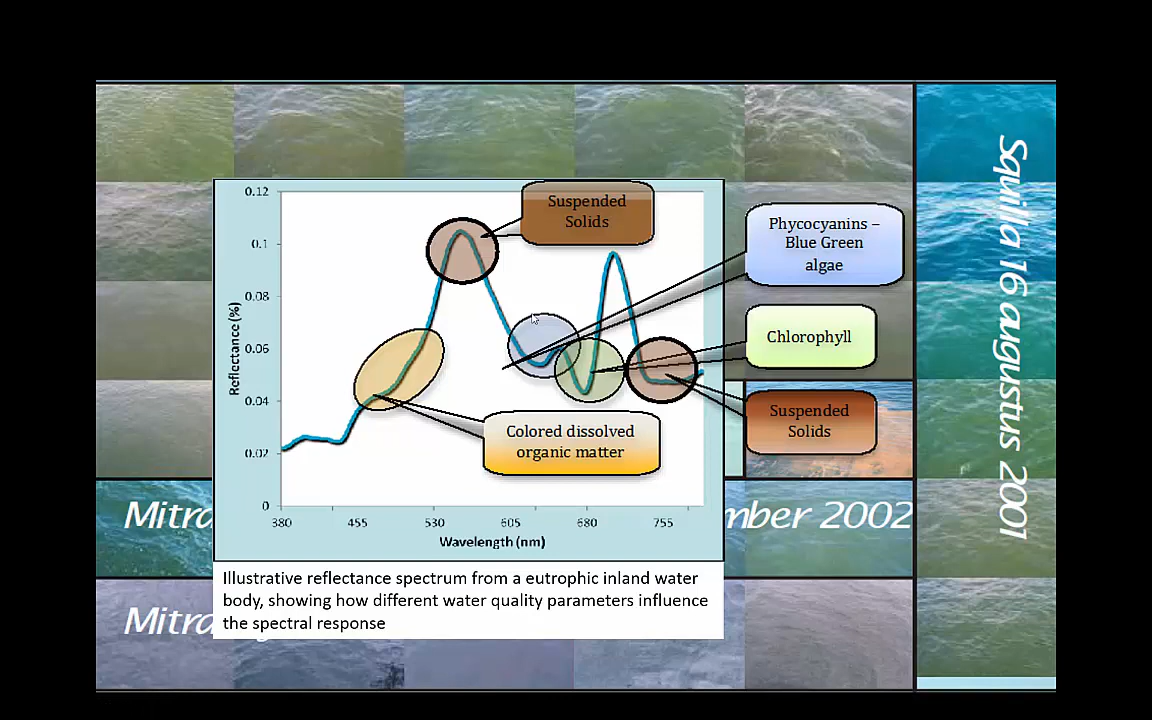 Suspended
Solids
Phycocyanins –
Blue Green
algae
Chlorophyll
Suspended
Solids
Colored dissolved
organic matter
0.12
0.1
0.08
0.06
0.04
0.02
0
Reflectance (%)
380 455 530 605 680 755
Wavelength (nm)
Illustrative reflectance spectrum from a eutrophic inland water
body, showing how different water quality parameters influence
the spectral response
Mitra
mber 2002
Mitra
Squilla 16 augustus 2001